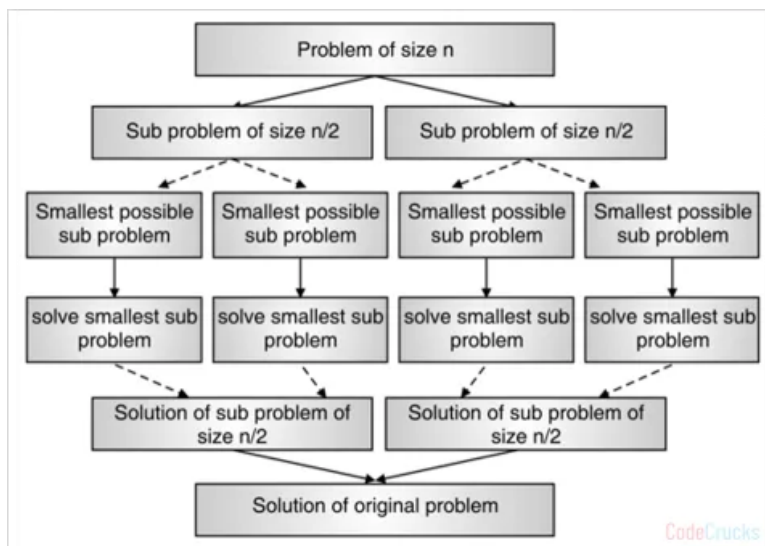 Problem of size n
Sub problem of size n/2
Sub problem of size n/2
Smallest possible
sub problem
Smallest possible
sub problem
Smallest possible
sub problem
Smallest possible
sub problem
solve smallest sub
problem
solve smallest sub
problem
solve smallest sub
problem
solve smallest sub
problem
Solution of sub problem of
size n/2
Solution of sub problem of
size n/2
Solution of original problem
CodeCrucks